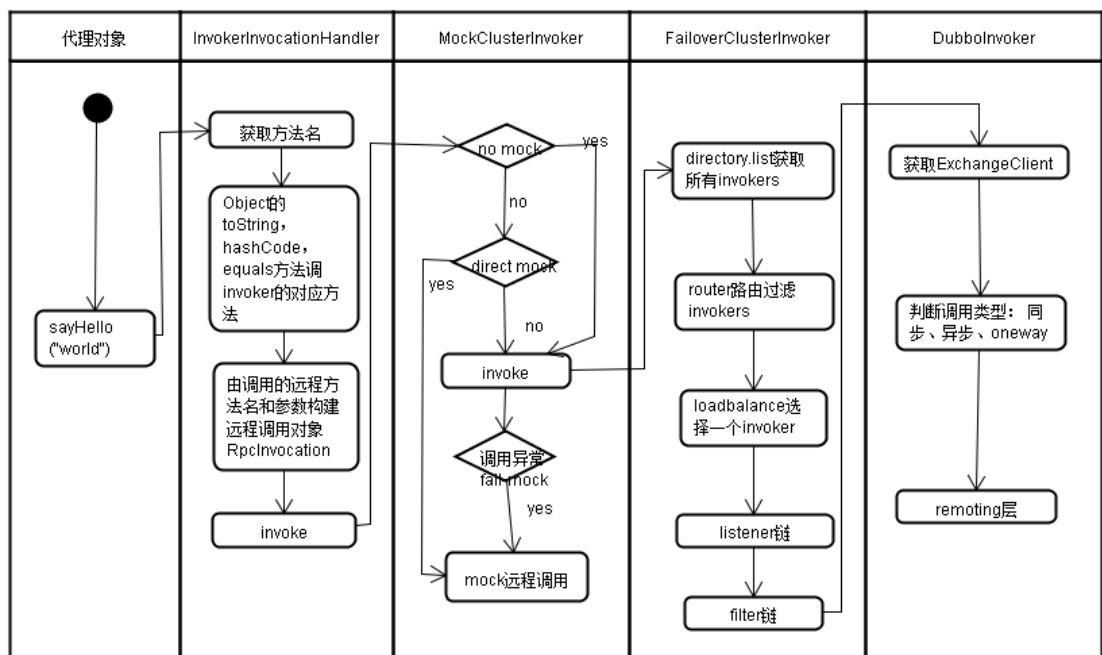 代理对象
InvokerInvocationHandler
MockClusterInvoker
FailoverClusterInvoker
DubboInvoker
sayHello
("world")
获取方法名
Object的
toString，
hashCode，
equals方法调
invoker的对应方
法
由调用的远程方
法名和参数构建
远程调用对象
RpcInvocation
invoke
no mock
yes
no
direct mock
yes
no
invoke
调用异常
fail-mock
yes
mock远程调用
directory.list获取
所有invokers
router路由过滤
invokers
loadbalance选
择一个invoker
listener链
filter链
获取ExchangeClient
判断调用类型：同
步、异步、oneway
remoting层